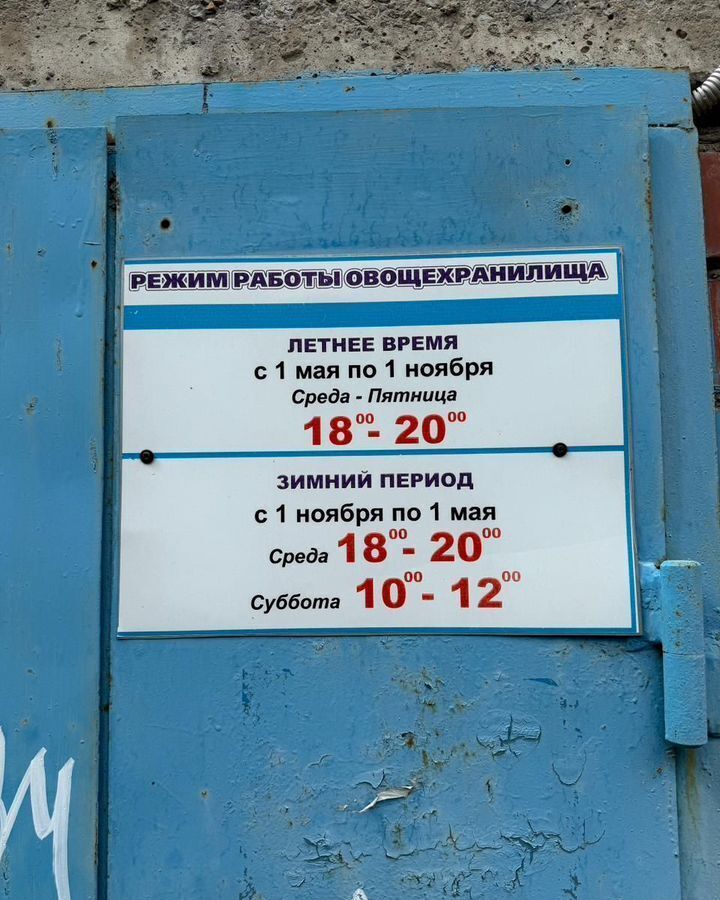 РЕЖИМ РАБОТЫ ОВОЩЕХРАНИЛИЩА
ЛЕТНЕЕ ВРЕМЯ
с 1 мая по 1 ноября
Среда - Пятница
18⁰⁰- 20⁰⁰
ЗИМНИЙ ПЕРИОД
с 1 ноября по 1 мая
Среда 18⁰⁰- 20⁰⁰
Суббота 10⁰⁰- 12⁰⁰